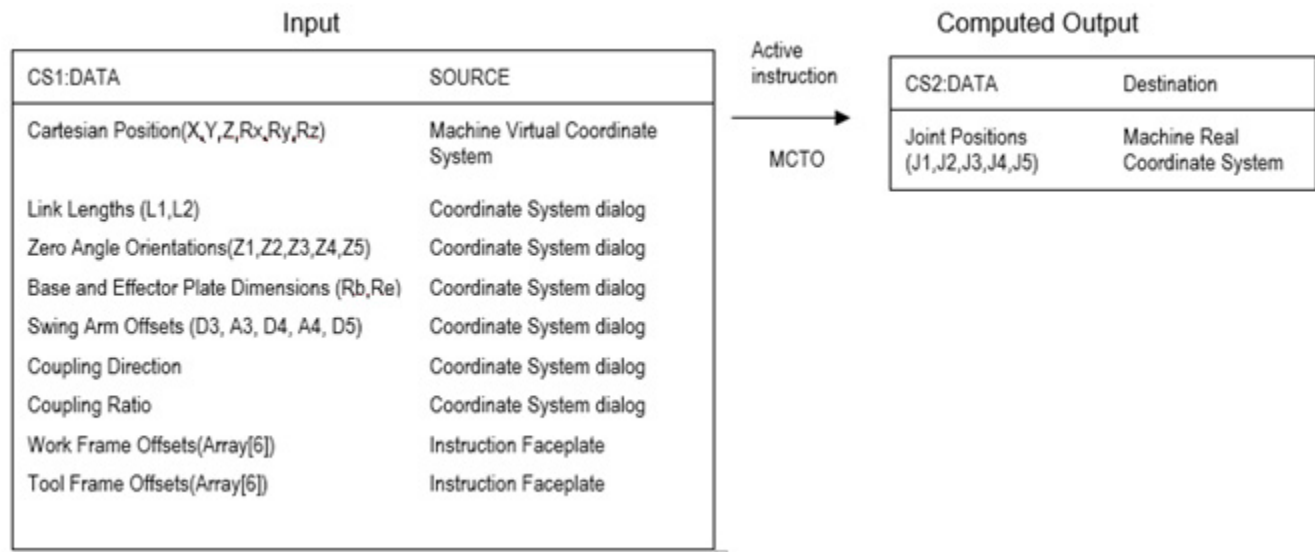 Input
CS1:DATA SOURCE
Cartesian Position(X,Y,Z,Rx,Ry,Rz) Machine Virtual Coordinate
System
Link Lengths (L1,L2) Coordinate System dialog
Zero Angle Orientations(Z1,Z2,Z3,Z4,Z5) Coordinate System dialog
Base and Effector Plate Dimensions (Rb,Re) Coordinate System dialog
Swing Arm Offsets (D3, A3, D4, A4, D5) Coordinate System dialog
Coupling Direction Coordinate System dialog
Coupling Ratio Coordinate System dialog
Work Frame Offsets(Array[6]) Instruction Faceplate
Tool Frame Offsets(Array[6]) Instruction Faceplate
Active
instruction
MCTO
Computed Output
CS2:DATA Destination
Joint Positions Machine Real
(J1,J2,J3,J4,J5) Coordinate System